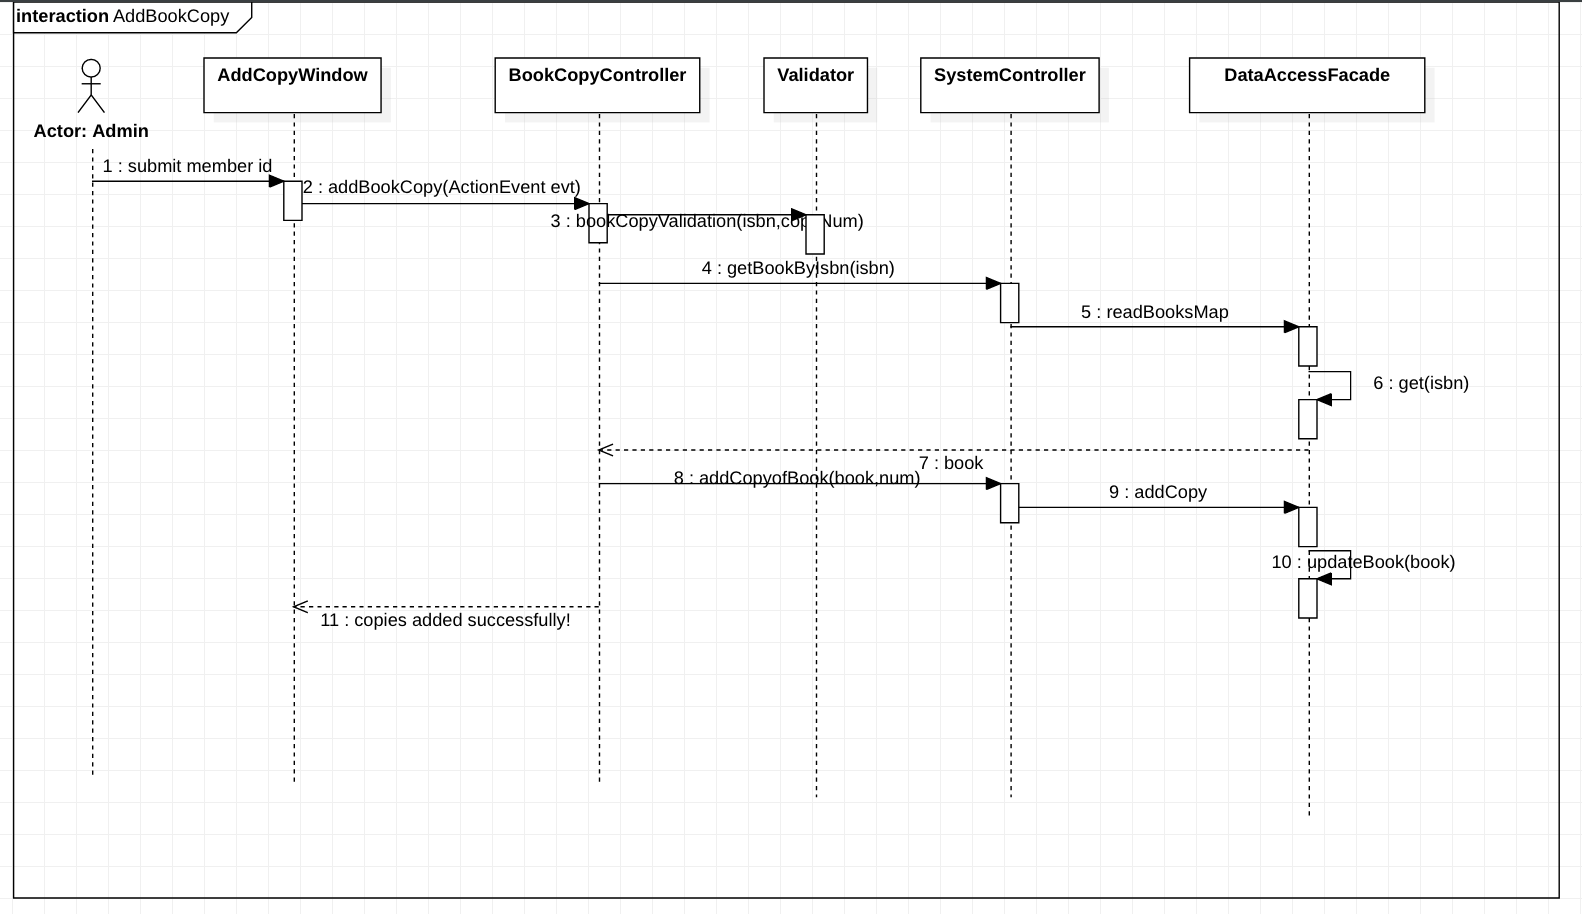 interaction AddBookCopy
AddCopyWindow
BookCopyController
Validator
SystemController
DataAccessFacade
Actor: Admin
1 : submit member id
2 : addBookCopy(ActionEvent evt)
3 : bookCopyValidation(isbn,copyNum)
4 : getBookByIsbn(isbn)
5 : readBooksMap
6 : get(isbn)
7 : book
8 : addCopyofBook(book,num)
9 : addCopy
10 : updateBook(book)
11 : copies added successfully!